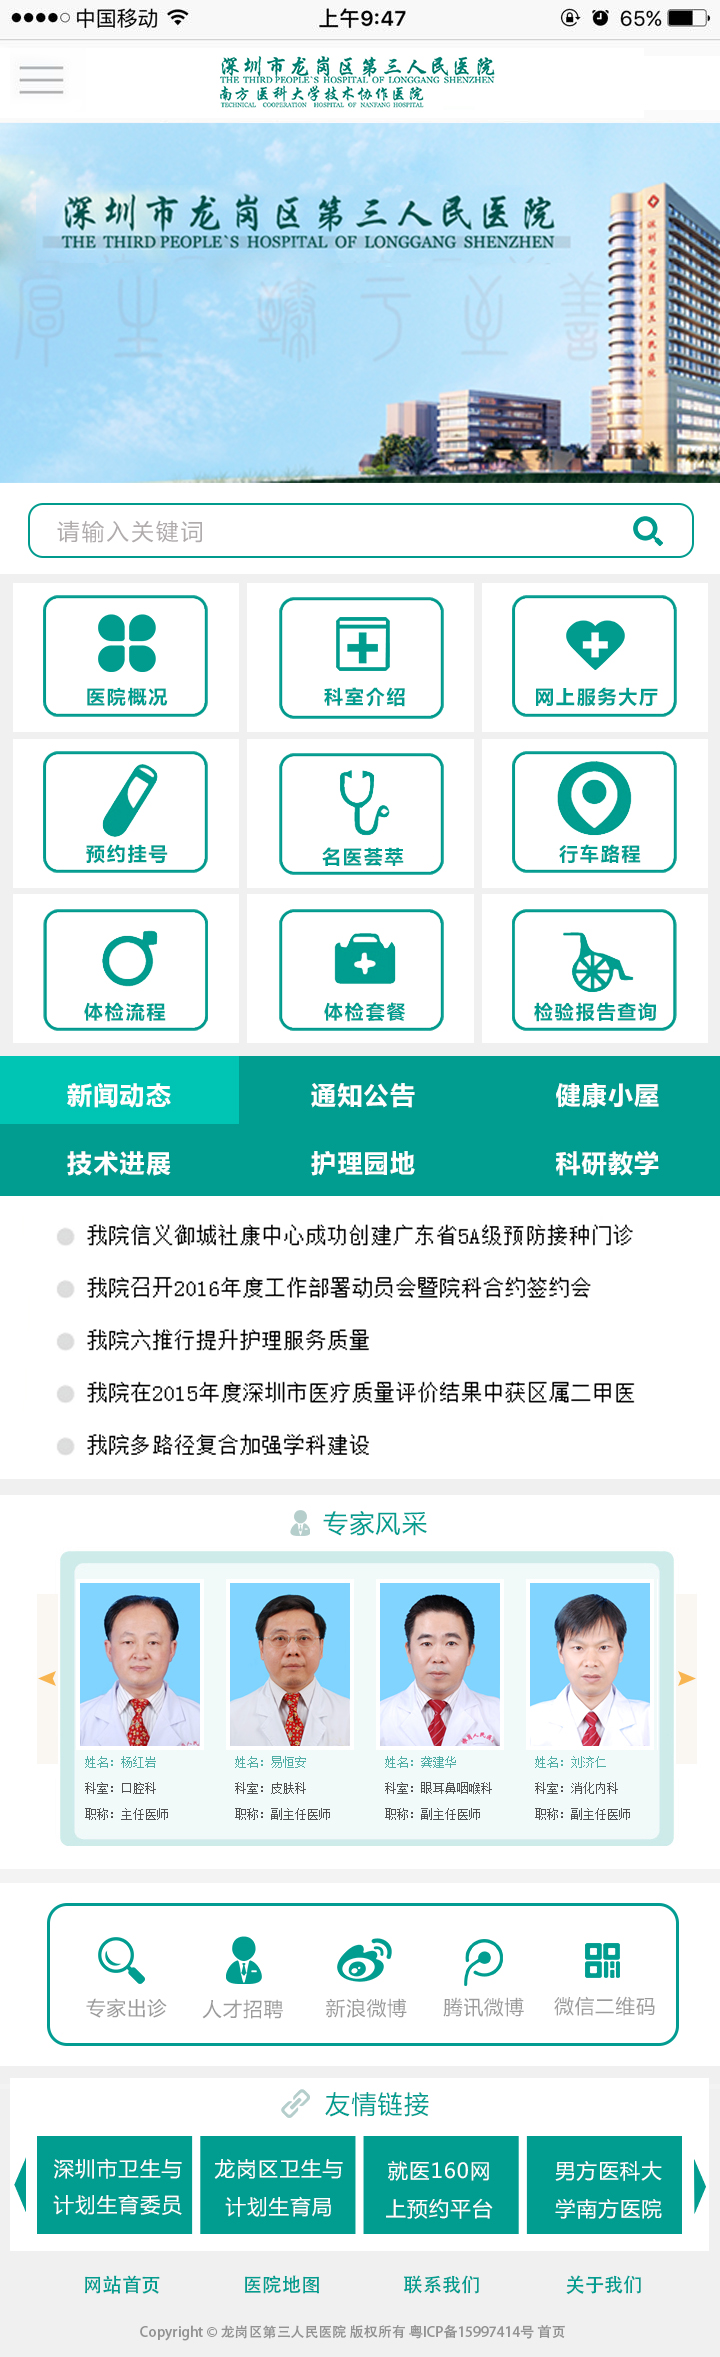 中国移动 上午9:47 65%
深圳市龙岗区第三人民医院
THE THIRD PEOPLE'S HOSPITAL OF LONGGANG SHENZHEN
南方医科大学技术协作医院
TECHNICAL COOPERATION HOSPITAL OF NANFANG HOSPITAL
深圳市龙岗区第三人民医院
THE THIRD PEOPLE`S HOSPITAL OF LONGGANG SHENZHEN
深圳市龙岗区第三人民医院
请输入关键词
医院概况 科室介绍 网上服务大厅
预约挂号 名医荟萃 行车路程
体检流程 体检套餐 检验报告查询
新闻动态 通知公告 健康小屋
技术进展 护理园地 科研教学
我院信义御城社康中心成功创建广东省5A级预防接种门诊
我院召开2016年度工作部署动员会暨院科合约签约会
我院六推行提升护理服务质量
我院在2015年度深圳市医疗质量评价结果中获区属二甲医
我院多路径复合加强学科建设
专家风采
姓名：杨红岩 姓名：易恒安 姓名：龚建华 姓名：刘济仁
科室：口腔科 科室：皮肤科 科室：眼耳鼻咽喉科 科室：消化内科
职称：主任医师 职称：副主任医师 职称：副主任医师 职称：副主任医师
专家出诊 人才招聘 新浪微博 腾讯微博 微信二维码
友情链接
深圳市卫生与 龙岗区卫生与 就医160网 男方医科大
计划生育委员 计划生育局 上预约平台 学南方医院
网站首页 医院地图 联系我们 关于我们
Copyright © 龙岗区第三人民医院 版权所有 粤ICP备15997414号 首页